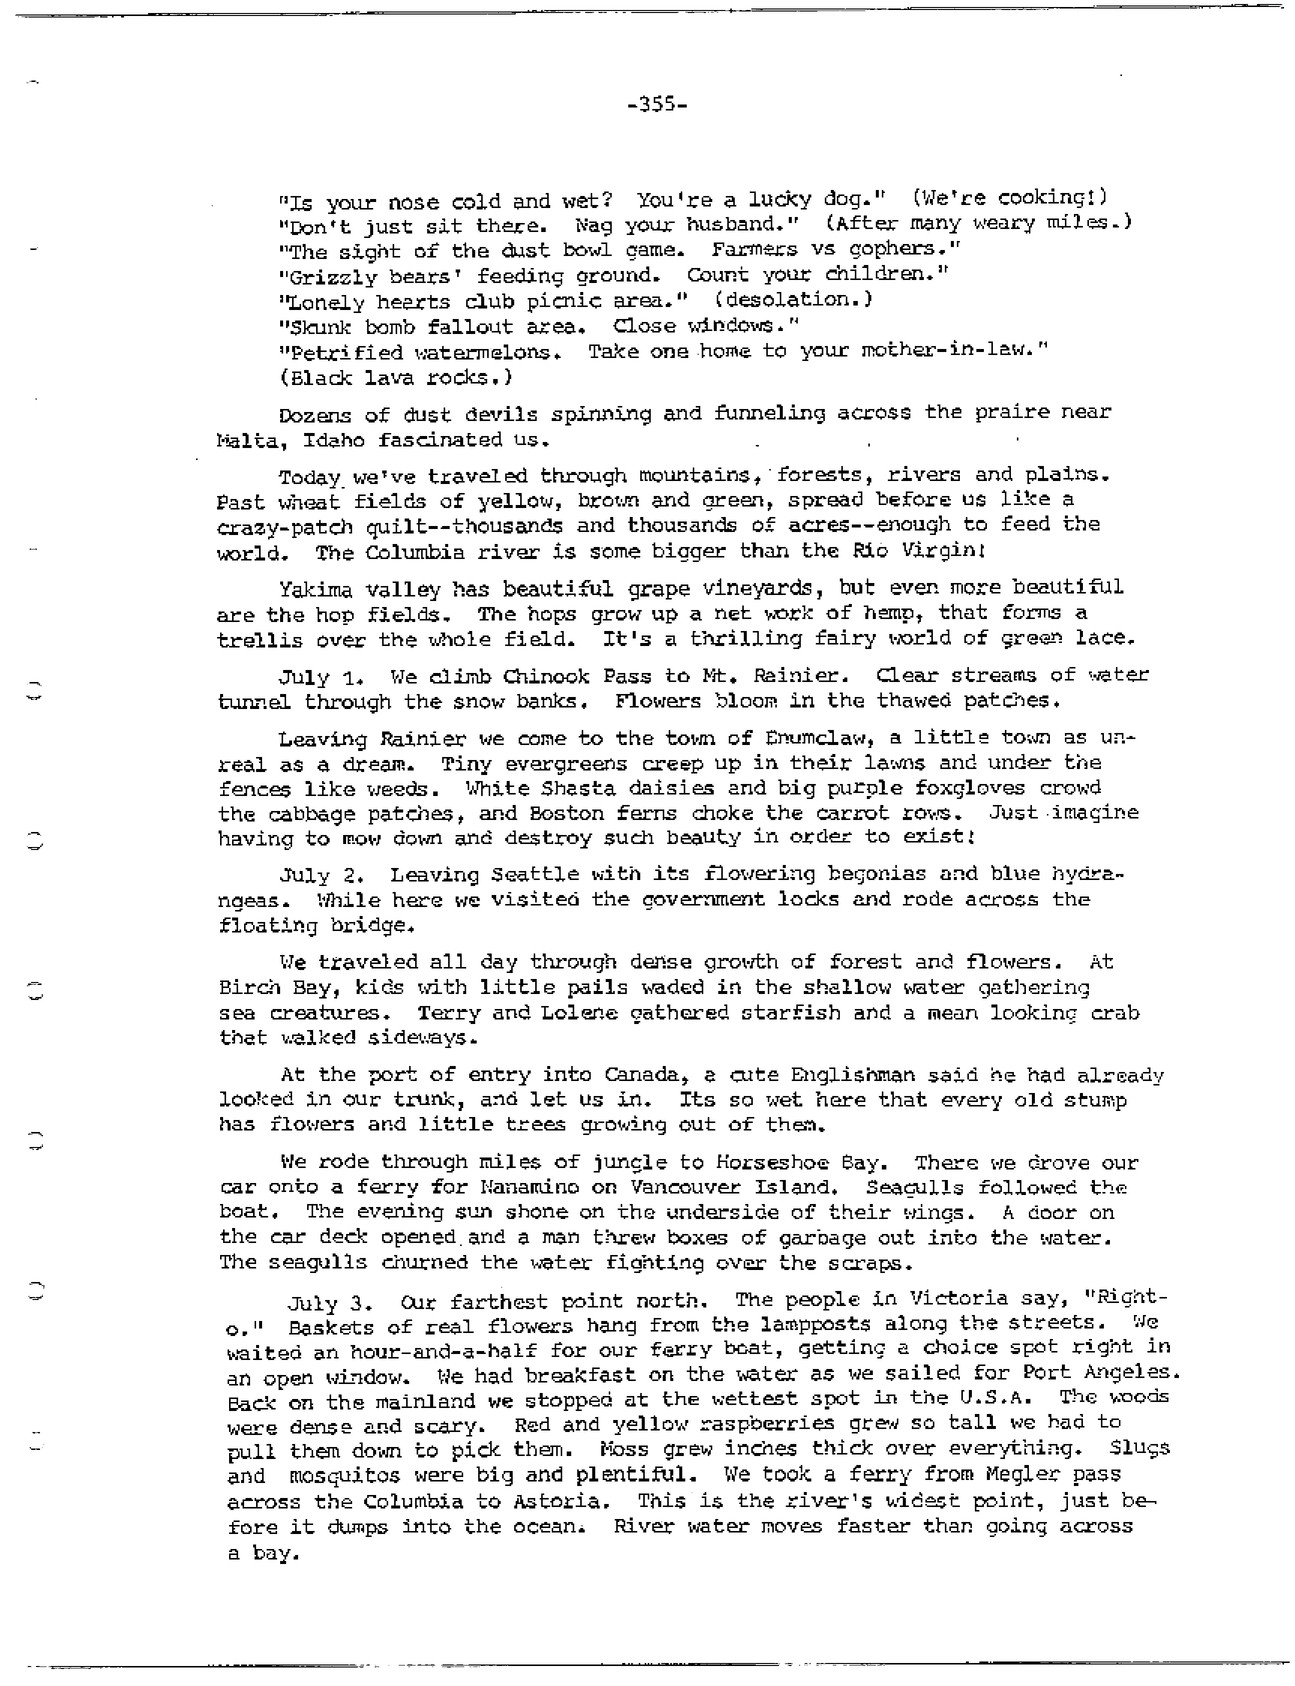 -355-
"Is your nose cold and wet?  You're a lucky dog."  (We're cooking!)
"Don't just sit there.  Nag your husband."  (After many weary miles.)
"The sight of the dust bowl game.  Farmers vs gophers."
"Grizzly bears' feeding ground.  Count your children."
"Lonely hearts club picnic area."  (desolation.)
"Skunk bomb fallout area.  Close windows."
"Petrified watermelons.  Take one home to your mother-in-law."
(Black lava rocks.)
Dozens of dust devils spinning and funneling across the praire near
Malta, Idaho fascinated us.
Today we've traveled through mountains, forests, rivers and plains.
Past wheat fields of yellow, brown and green, spread before us like a
crazy-patch quilt--thousands and thousands of acres--enough to feed the
world.  The Columbia river is some bigger than the Rio Virgin!
Yakima valley has beautiful grape vineyards, but even more beautiful
are the hop fields.  The hops grow up a net work of hemp, that forms a
trellis over the whole field.  It's a thrilling fairy world of green lace.
July 1.  We climb Chinook Pass to Mt. Rainier.  Clear streams of water
tunnel through the snow banks.  Flowers bloom in the thawed patches.
Leaving Rainier we come to the town of Enumclaw, a little town as un-
real as a dream.  Tiny evergreens creep up in their lawns and under the
fences like weeds.  White Shasta daisies and big purple foxgloves crowd
the cabbage patches, and Boston ferns choke the carrot rows.  Just imagine
having to mow down and destroy such beauty in order to exist!
July 2.  Leaving Seattle with its flowering begonias and blue hydra-
ngeas.  While here we visited the government locks and rode across the
floating bridge.
We traveled all day through dense growth of forest and flowers.  At
Birch Bay, kids with little pails waded in the shallow water gathering
sea creatures.  Terry and Lolene gathered starfish and a mean looking crab
that walked sideways.
At the port of entry into Canada, a cute Englishman said he had already
looked in our trunk, and let us in.  Its so wet here that every old stump
has flowers and little trees growing out of them.
We rode through miles of jungle to Horseshoe Bay.  There we drove our
car onto a ferry for Nanamino on Vancouver Island.  Seagulls followed the
boat.  The evening sun shone on the underside of their wings.  A door on
the car deck opened and a man threw boxes of garbage out into the water.
The seagulls churned the water fighting over the scraps.
July 3.  Our farthest point north.  The people in Victoria say, "Right-
o."  Baskets of real flowers hang from the lampposts along the streets.  We
waited an hour-and-a-half for our ferry boat, getting a choice spot right in
an open window.  We had breakfast on the water as we sailed for Port Angeles.
Back on the mainland we stopped at the wettest spot in the U.S.A.  The woods
were dense and scary.  Red and yellow raspberries grew so tall we had to
pull them down to pick them.  Moss grew inches thick over everything.  Slugs
and  mosquitos were big and plentiful.  We took a ferry from Megler pass
across the Columbia to Astoria.  This is the river's widest point, just be-
fore it dumps into the ocean.  River water moves faster than going across
a bay.